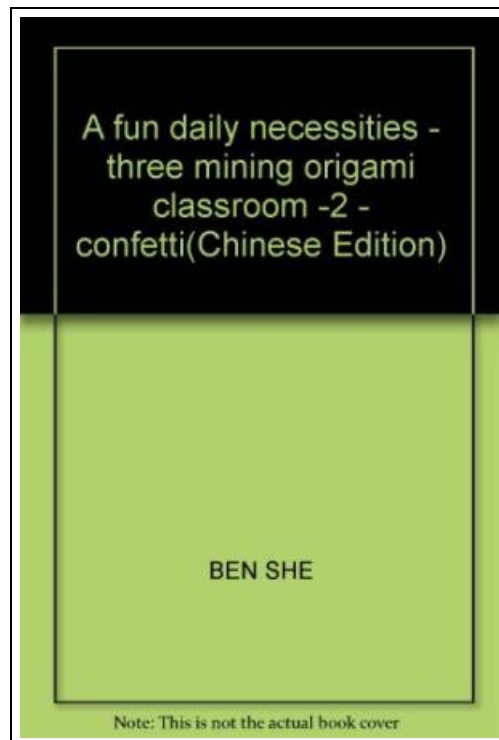 A fun daily necessities -
three mining origami
classroom -2 -
confetti(Chinese Edition)
BEN SHE
Note: This is not the actual book cover